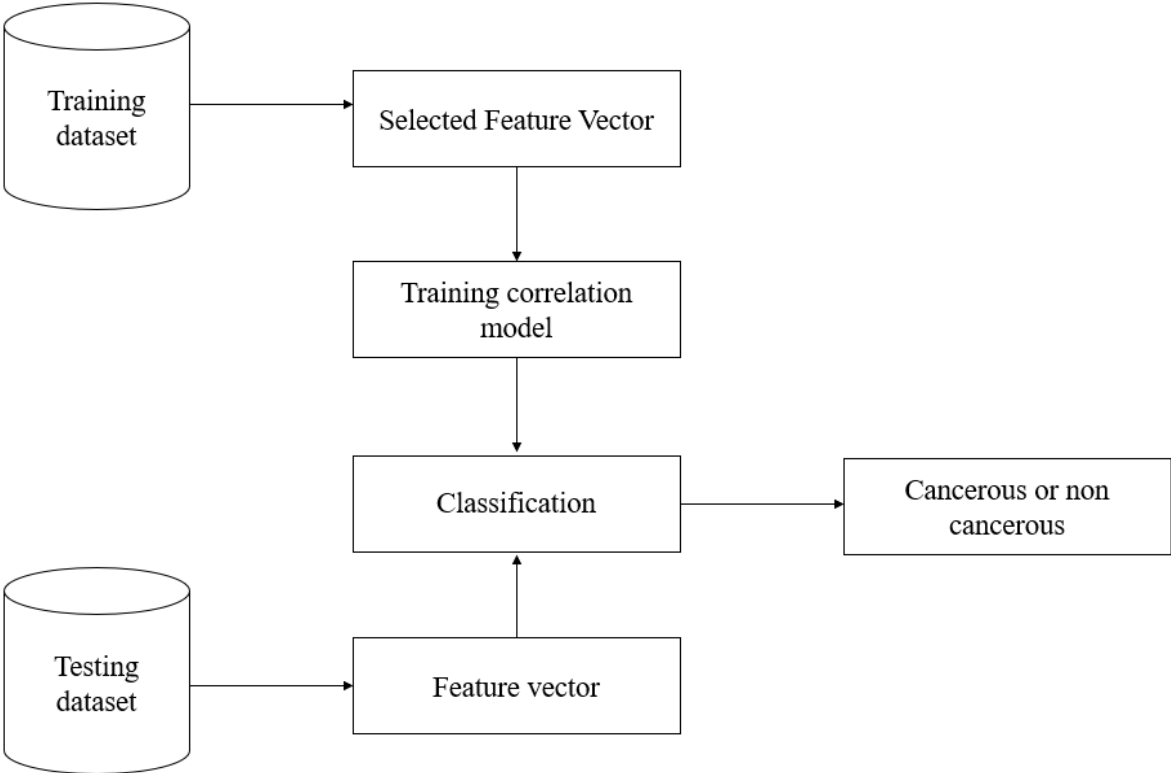 Training
dataset
Selected Feature Vector
Training correlation
model
Classification
Cancerous or non
cancerous
Testing
dataset
Feature vector